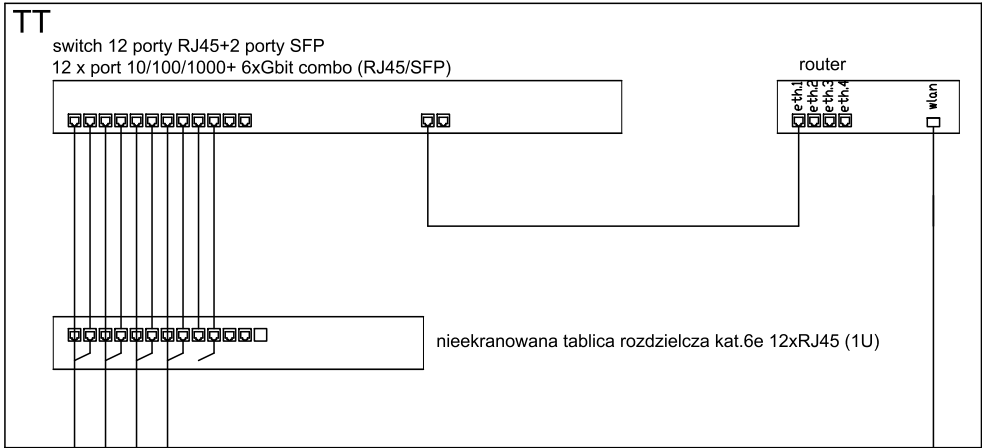 TT
switch 12 porty RJ45+2 porty SFP
12 x port 10/100/1000+ 6xGbit combo (RJ45/SFP)
router
eth.1
eth.2
eth.3
eth.4
wlan
nieekranowana tablica rozdzielcza kat.6e 12xRJ45 (1U)